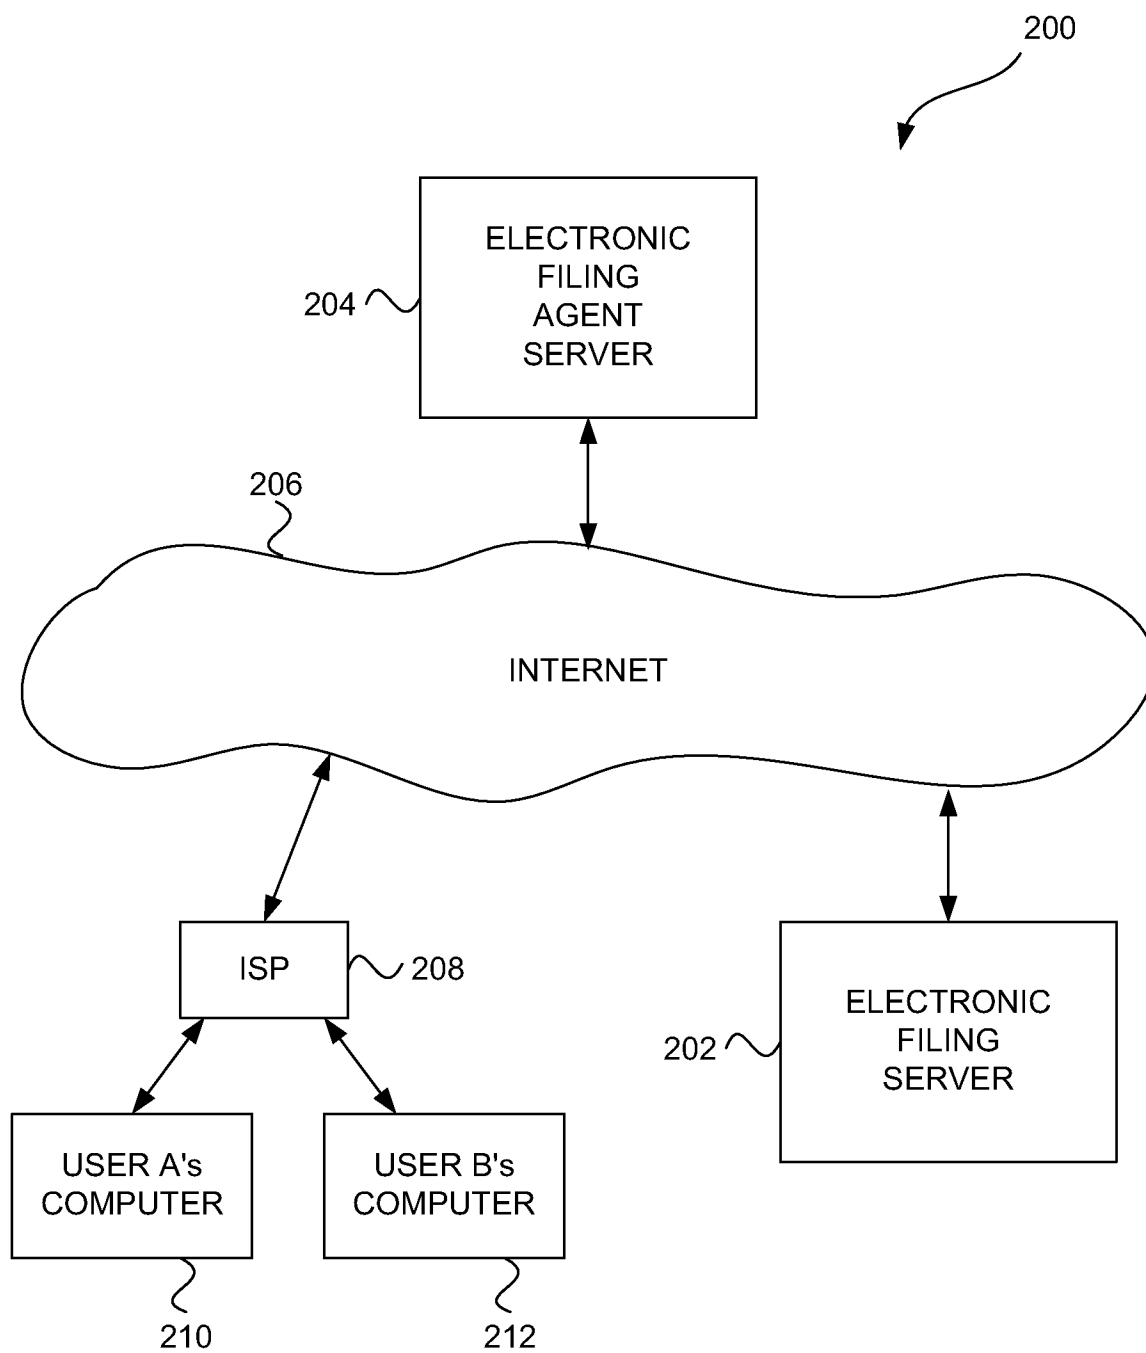 200
ELECTRONIC
FILING
AGENT
SERVER
204
206
INTERNET
ISP
208
ELECTRONIC
FILING
SERVER
202
USER A's
COMPUTER
USER B's
COMPUTER
210
212